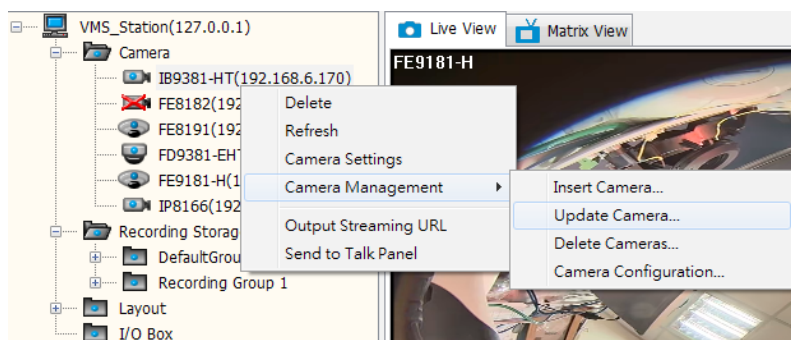 VMS_Station(127.0.0.1)
Camera
IB9381-HT(192.168.6.170)
FE8182(192
FE8191(192
FD9381-EHT
FE9181-H(1
IP8166(192
Recording Storag
DefaultGrou
Recording Group 1
Layout
I/O Box
Live View
Matrix View
FE9181-H
Delete
Refresh
Camera Settings
Camera Management
Output Streaming URL
Send to Talk Panel
Insert Camera...
Update Camera...
Delete Cameras...
Camera Configuration...